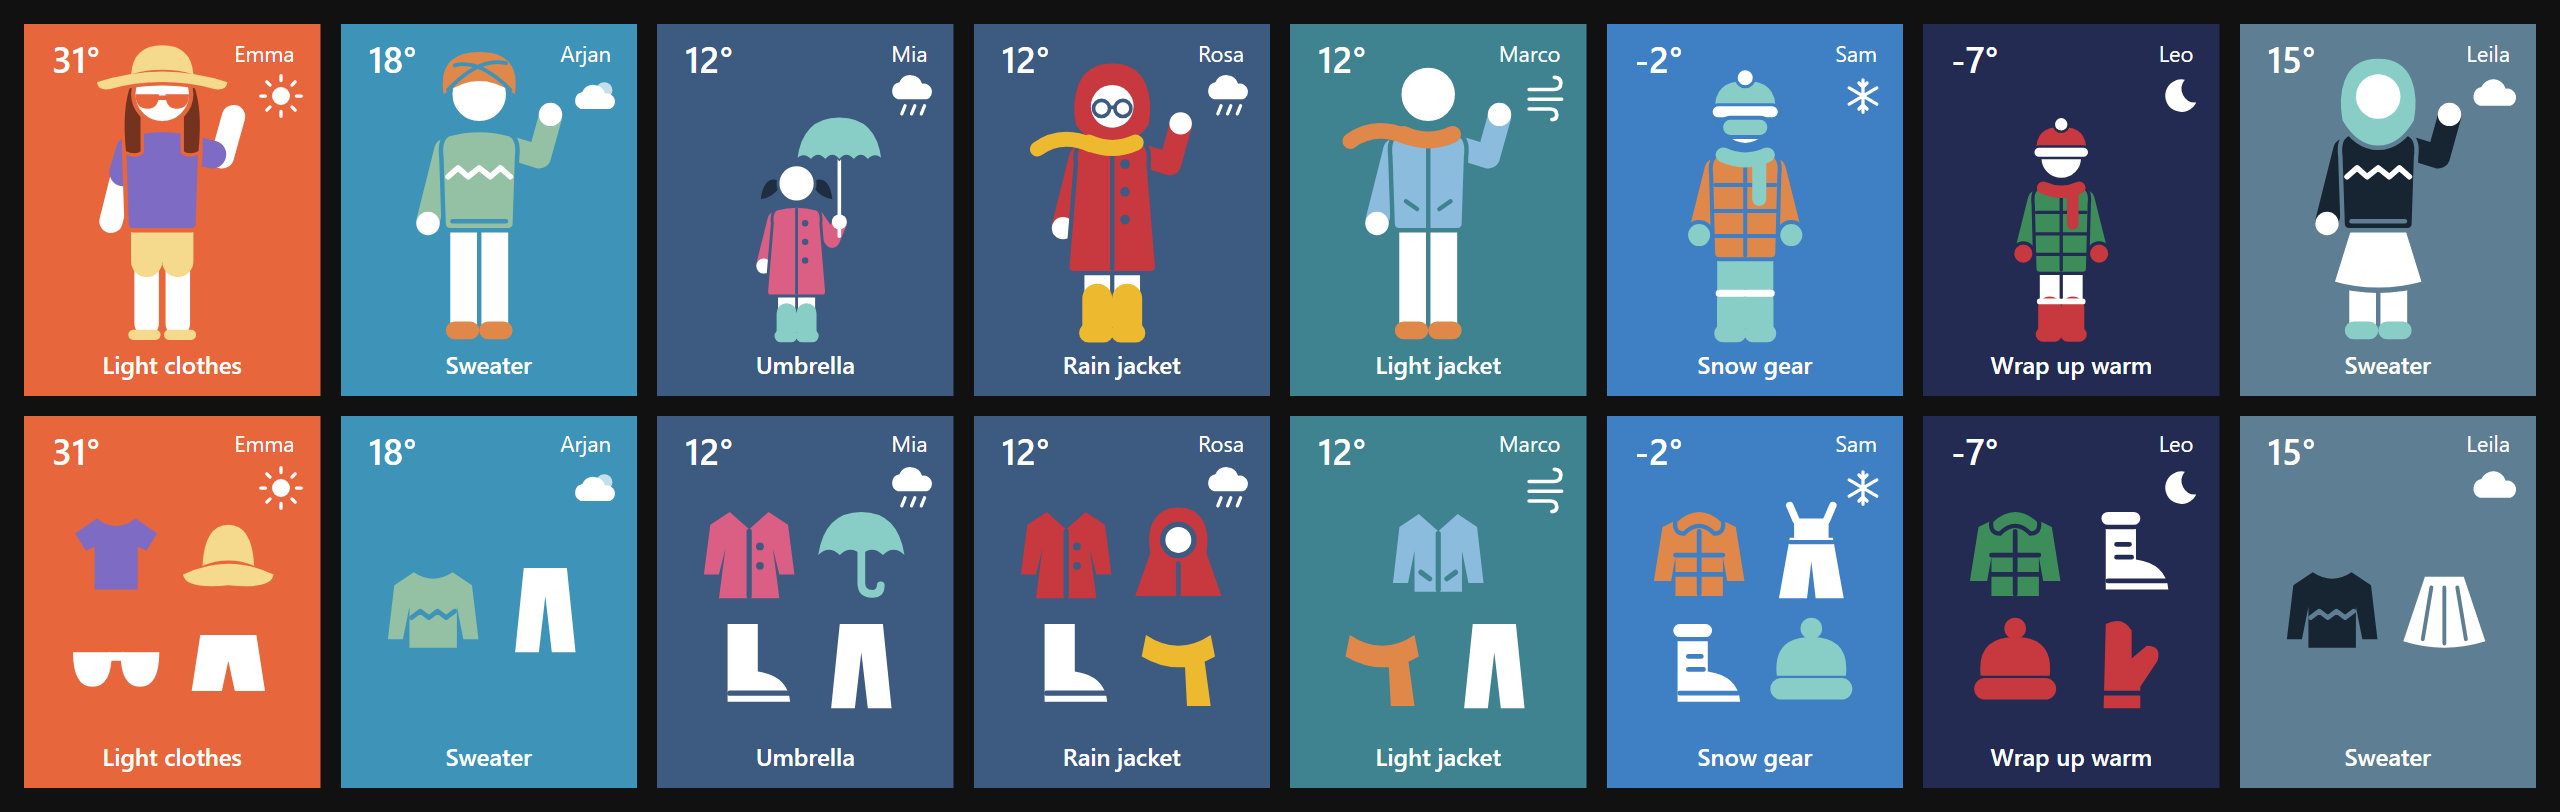 31° Emma
Light clothes
18° Arjan
Sweater
12° Mia
Umbrella
12° Rosa
Rain jacket
12° Marco
Light jacket
-2° Sam
Snow gear
-7° Leo
Wrap up warm
15° Leila
Sweater
31° Emma
Light clothes
18° Arjan
Sweater
12° Mia
Umbrella
12° Rosa
Rain jacket
12° Marco
Light jacket
-2° Sam
Snow gear
-7° Leo
Wrap up warm
15° Leila
Sweater